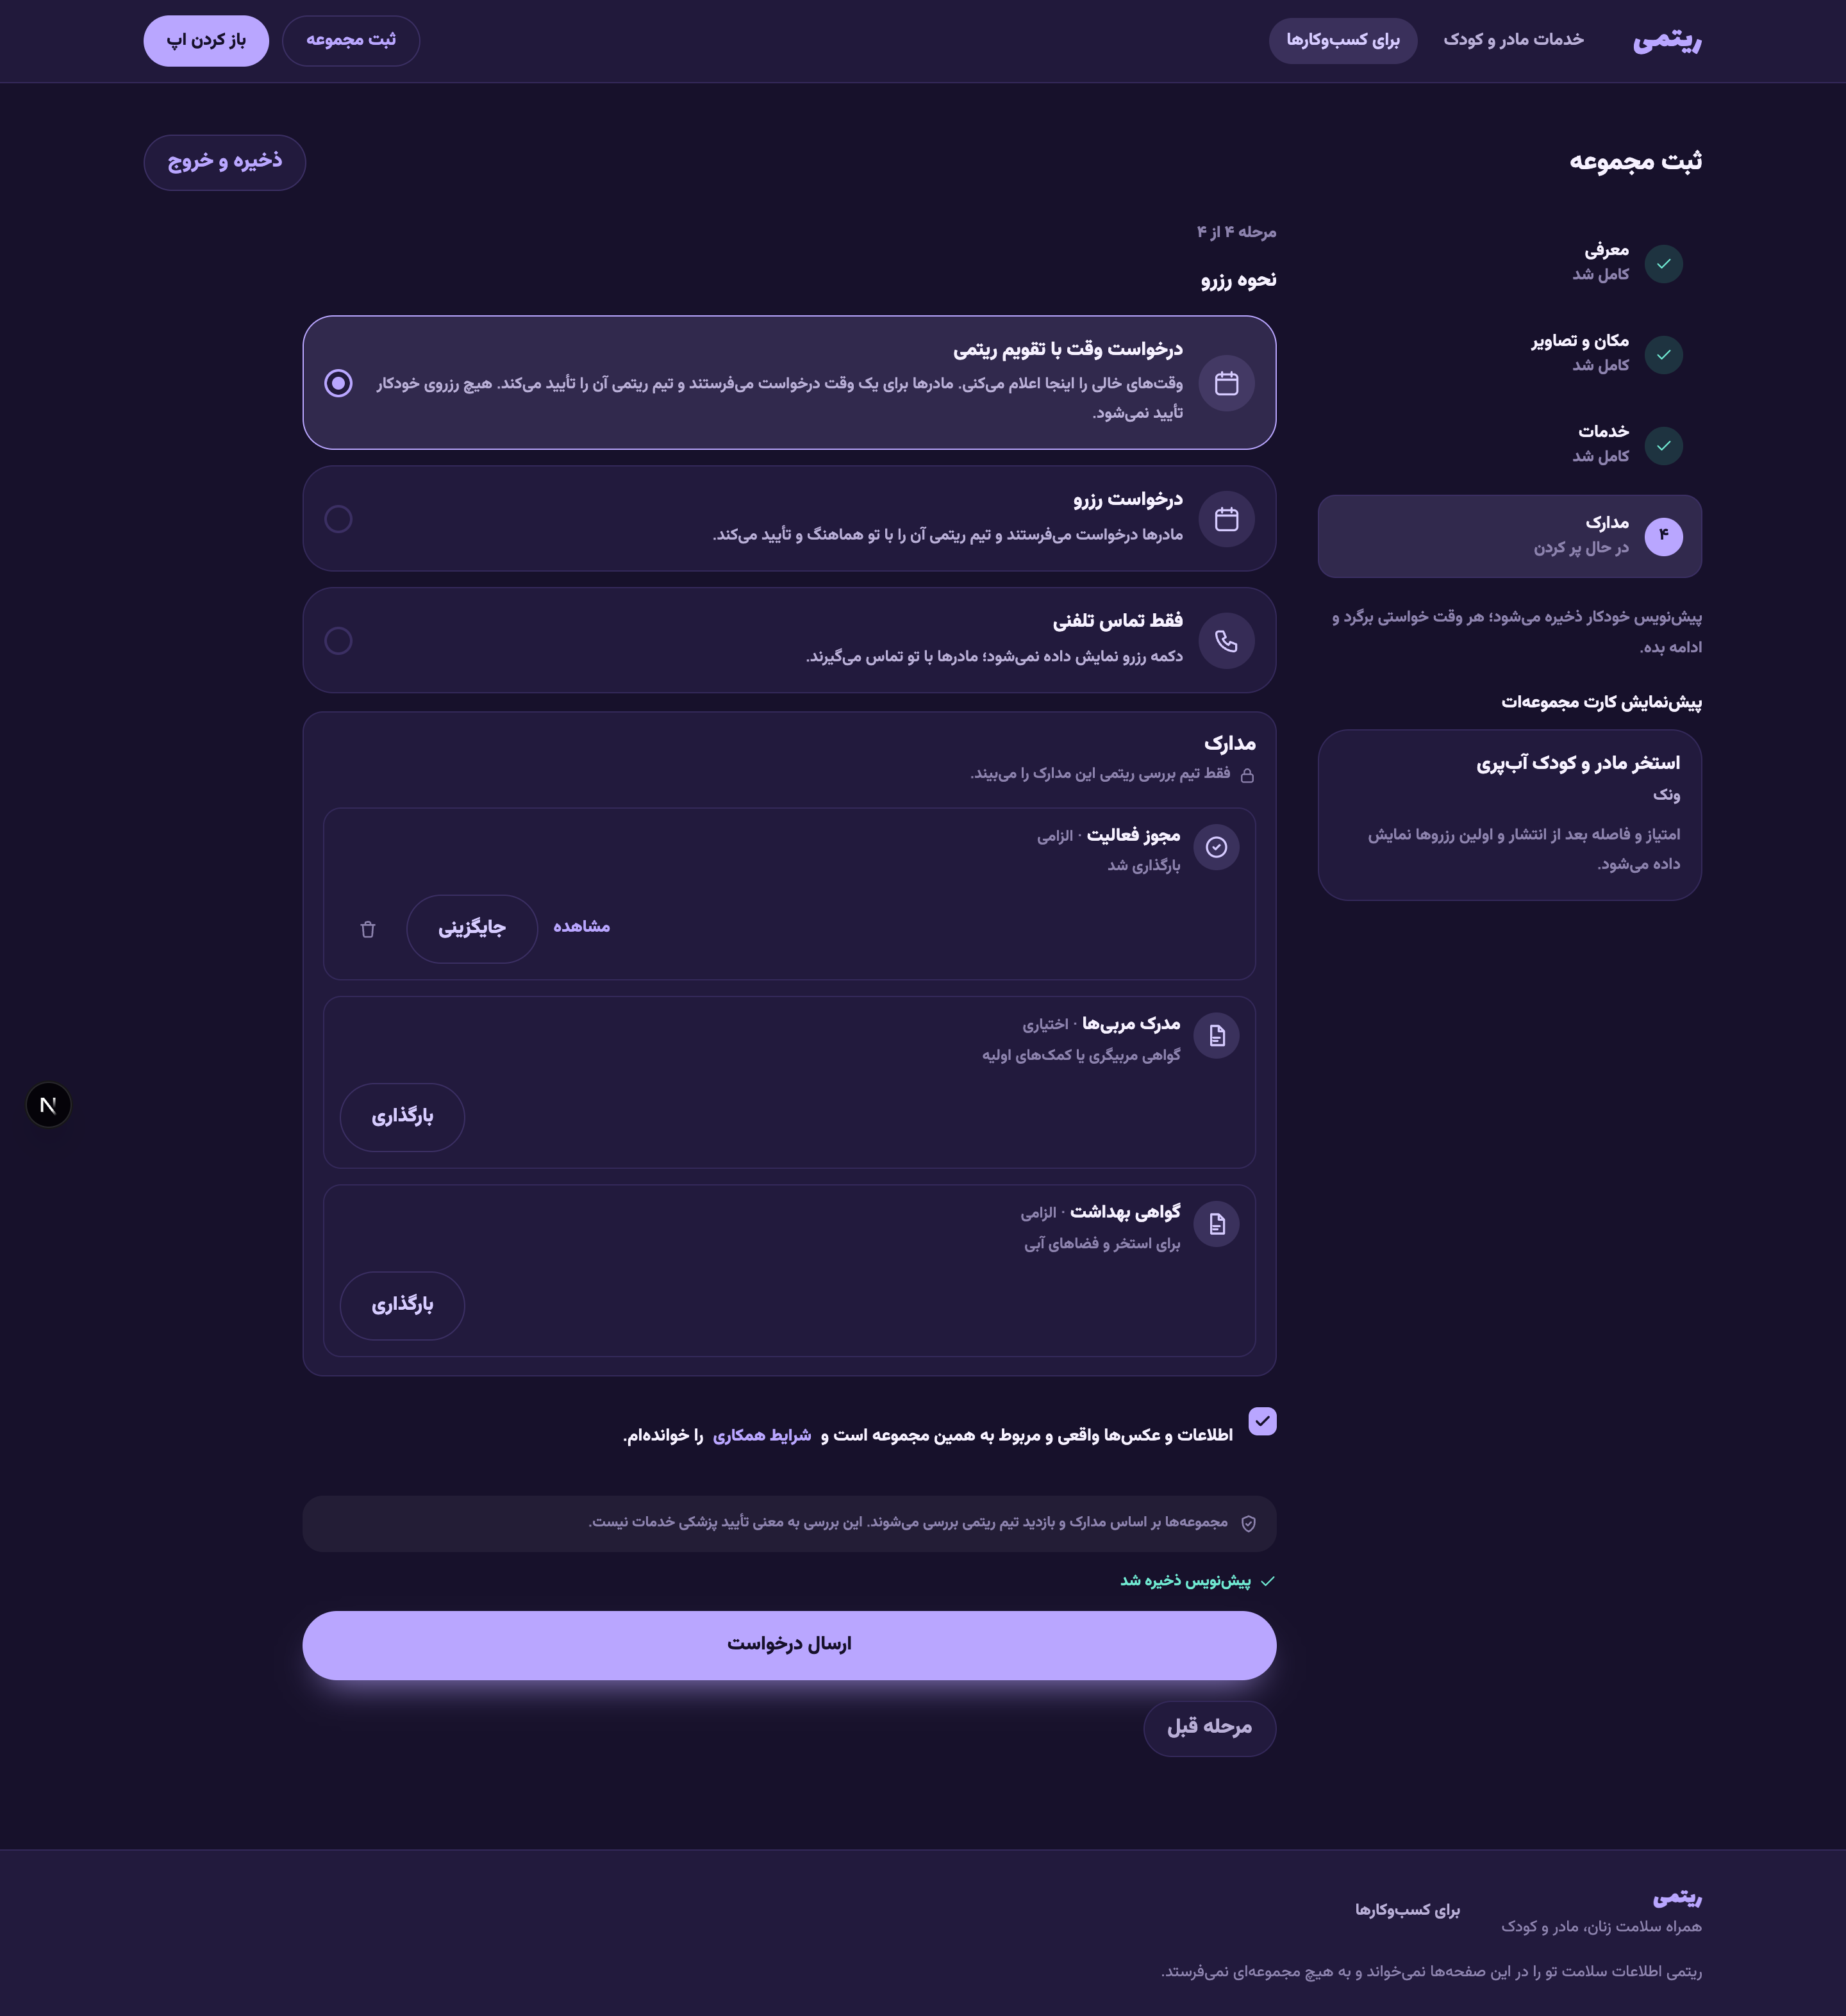 ریتمی
خدمات مادر و کودک
برای کسب‌وکارها
ثبت مجموعه
باز کردن اپ
ثبت مجموعه
ذخیره و خروج
معرفی
کامل شد
مکان و تصاویر
کامل شد
خدمات
کامل شد
۴
مدارک
در حال پر کردن
پیش‌نویس خودکار ذخیره می‌شود؛ هر وقت خواستی برگرد و
ادامه بده.
پیش‌نمایش کارت مجموعه‌ات
استخر مادر و کودک آب‌پری
ونک
امتیاز و فاصله بعد از انتشار و اولین رزروها نمایش
داده می‌شود.
مرحله ۴ از ۴
نحوه رزرو
درخواست وقت با تقویم ریتمی
وقت‌های خالی را اینجا اعلام می‌کنی. مادرها برای یک وقت درخواست می‌فرستند و تیم ریتمی آن را تأیید می‌کند. هیچ رزروی خودکار
تأیید نمی‌شود.
درخواست رزرو
مادرها درخواست می‌فرستند و تیم ریتمی آن را با تو هماهنگ و تأیید می‌کند.
فقط تماس تلفنی
دکمه رزرو نمایش داده نمی‌شود؛ مادرها با تو تماس می‌گیرند.
مدارک
فقط تیم بررسی ریتمی این مدارک را می‌بیند.
مجوز فعالیت · الزامی
بارگذاری شد
مشاهده
جایگزینی
مدرک مربی‌ها · اختیاری
گواهی مربیگری یا کمک‌های اولیه
بارگذاری
گواهی بهداشت · الزامی
برای استخر و فضاهای آبی
بارگذاری
اطلاعات و عکس‌ها واقعی و مربوط به همین مجموعه است و شرایط همکاری را خوانده‌ام.
مجموعه‌ها بر اساس مدارک و بازدید تیم ریتمی بررسی می‌شوند. این بررسی به معنی تأیید پزشکی خدمات نیست.
پیش‌نویس ذخیره شد
ارسال درخواست
مرحله قبل
N
ریتمی
همراه سلامت زنان، مادر و کودک
برای کسب‌وکارها
ریتمی اطلاعات سلامت تو را در این صفحه‌ها نمی‌خواند و به هیچ مجموعه‌ای نمی‌فرستد.